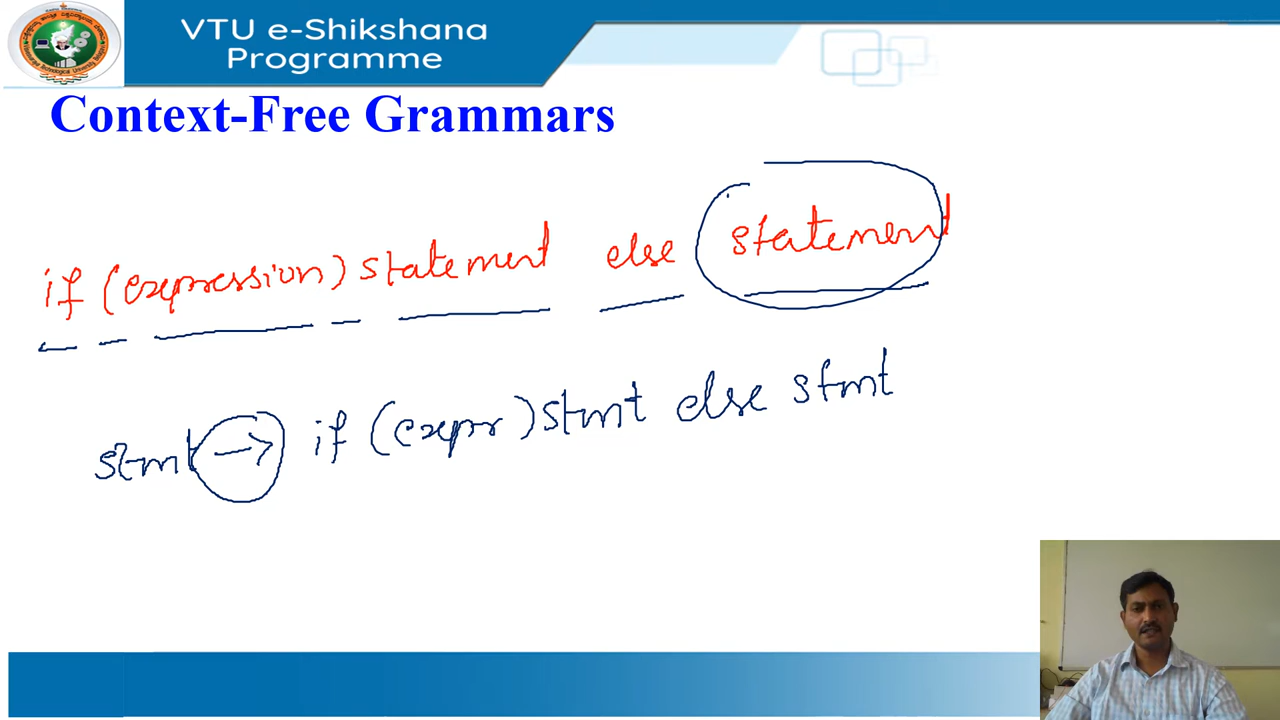 VTU e-Shikshana
Programme
Context-Free Grammars
if (expression) statement else statement
stmt → if (expr) stmt else stmt